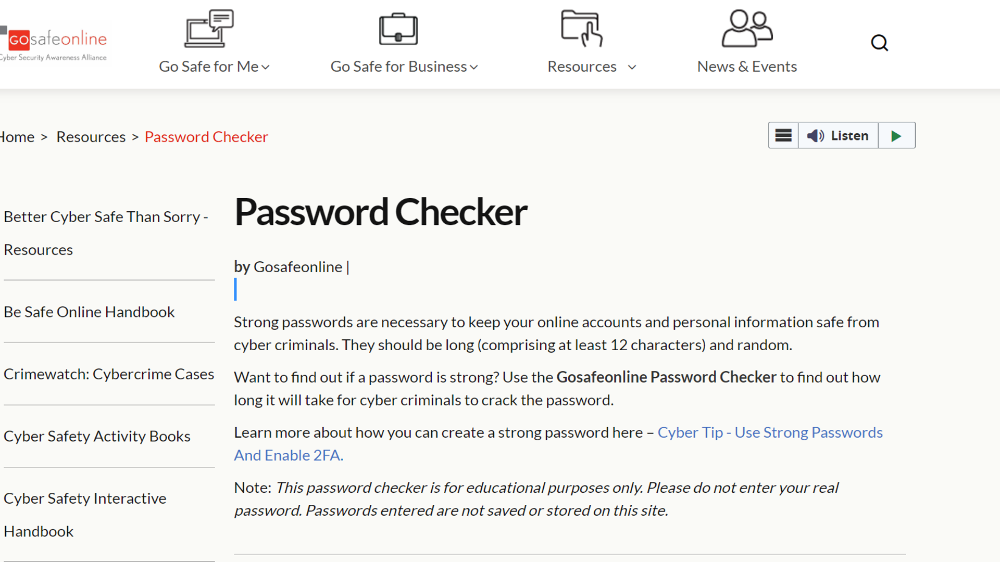 GOsafeonline
Cyber Security Awareness Alliance
Go Safe for Me
Go Safe for Business
Resources
News & Events
Home > Resources > Password Checker
Listen
Better Cyber Safe Than Sorry -
Resources
Be Safe Online Handbook
Crimewatch: Cybercrime Cases
Cyber Safety Activity Books
Cyber Safety Interactive
Handbook
Password Checker
by Gosafeonline |
Strong passwords are necessary to keep your online accounts and personal information safe from
cyber criminals. They should be long (comprising at least 12 characters) and random.
Want to find out if a password is strong? Use the Gosafeonline Password Checker to find out how
long it will take for cyber criminals to crack the password.
Learn more about how you can create a strong password here – Cyber Tip - Use Strong Passwords
And Enable 2FA.
Note: This password checker is for educational purposes only. Please do not enter your real
password. Passwords entered are not saved or stored on this site.